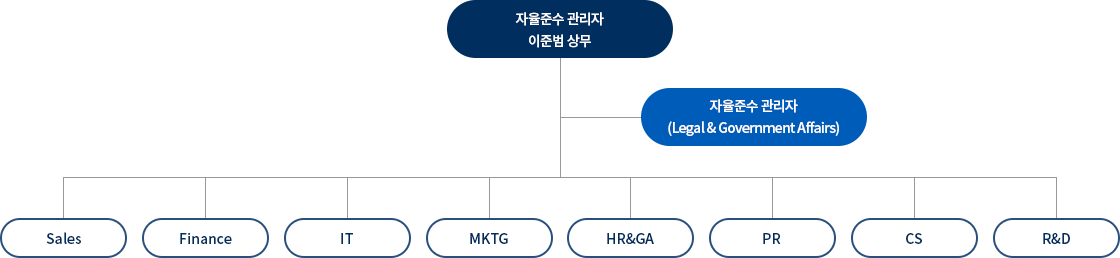 자율준수 관리자
이준범 상무
자율준수 관리자
(Legal & Government Affairs)
Sales
Finance
IT
MKTG
HR&GA
PR
CS
R&D